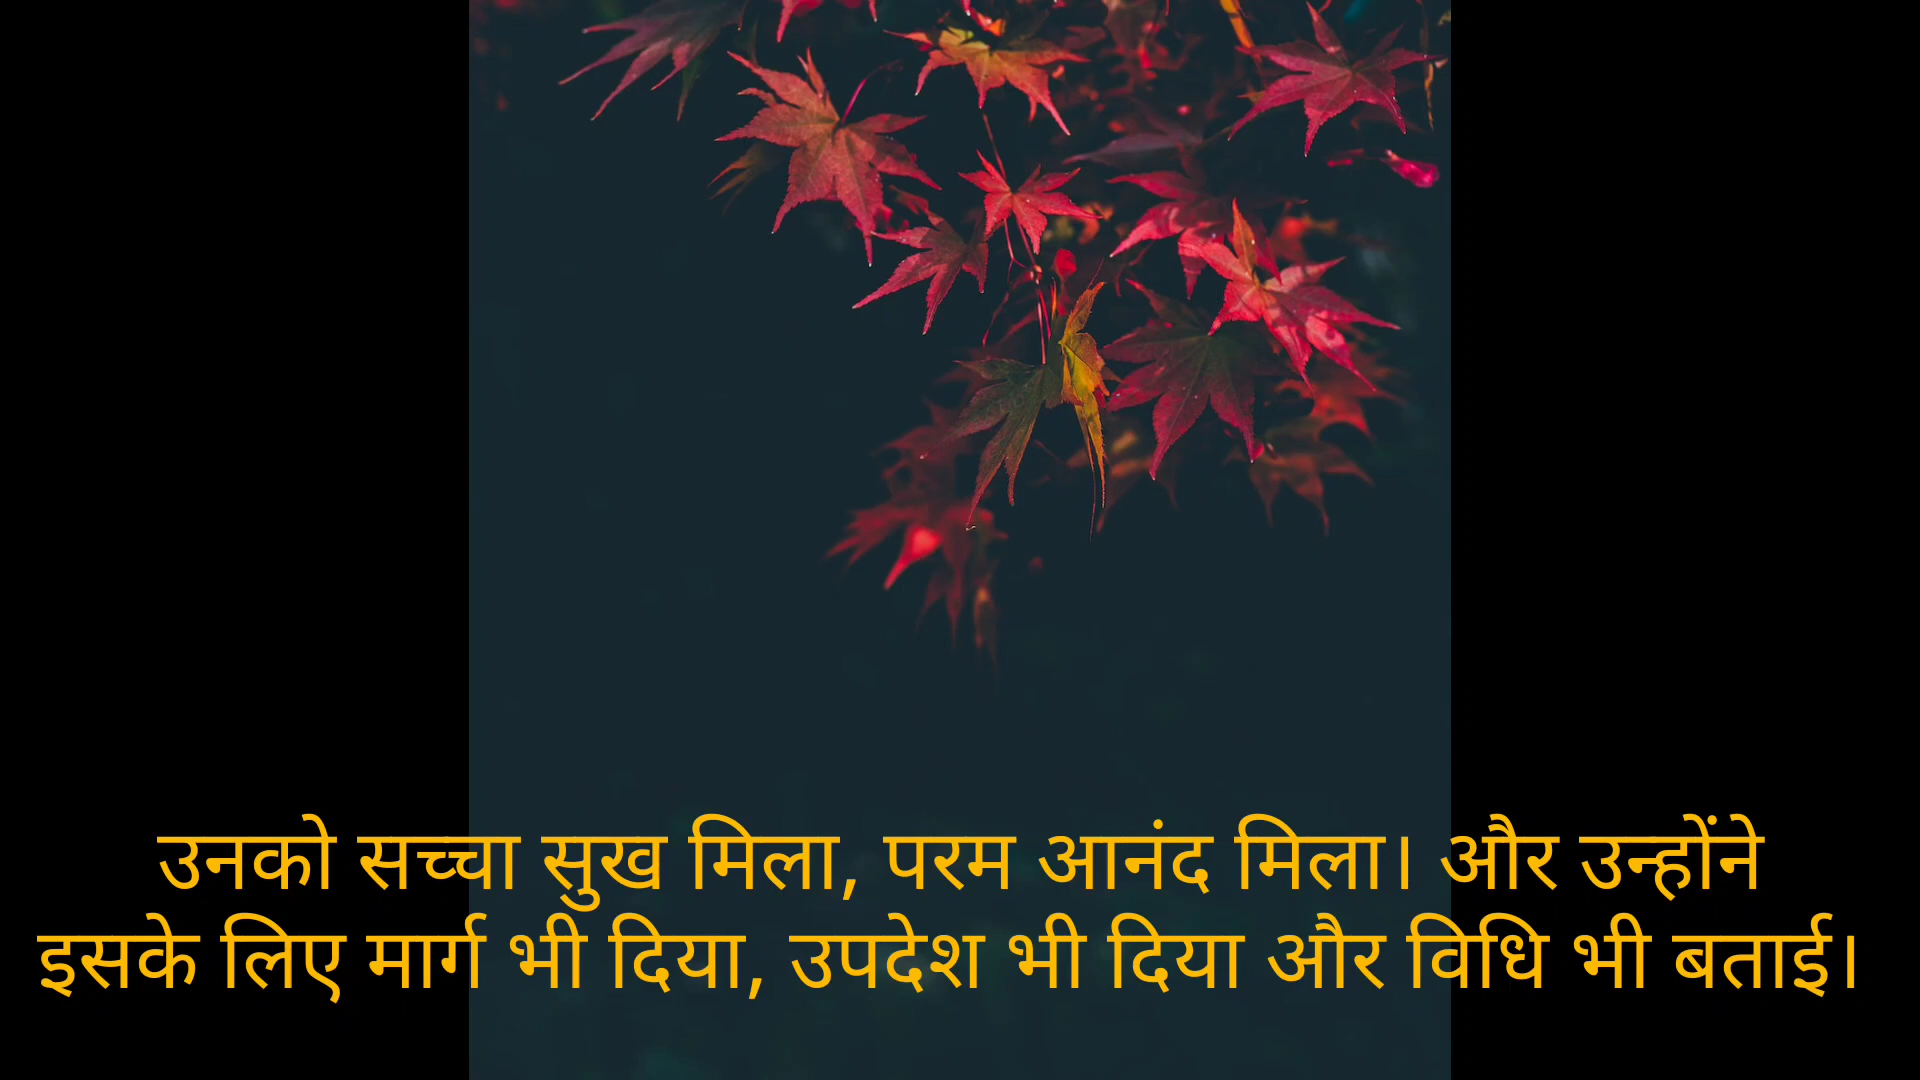 उनको सच्चा सुख मिला, परम आनंद मिला। और उन्होंने
इसके लिए मार्ग भी दिया, उपदेश भी दिया और विधि भी बताई।